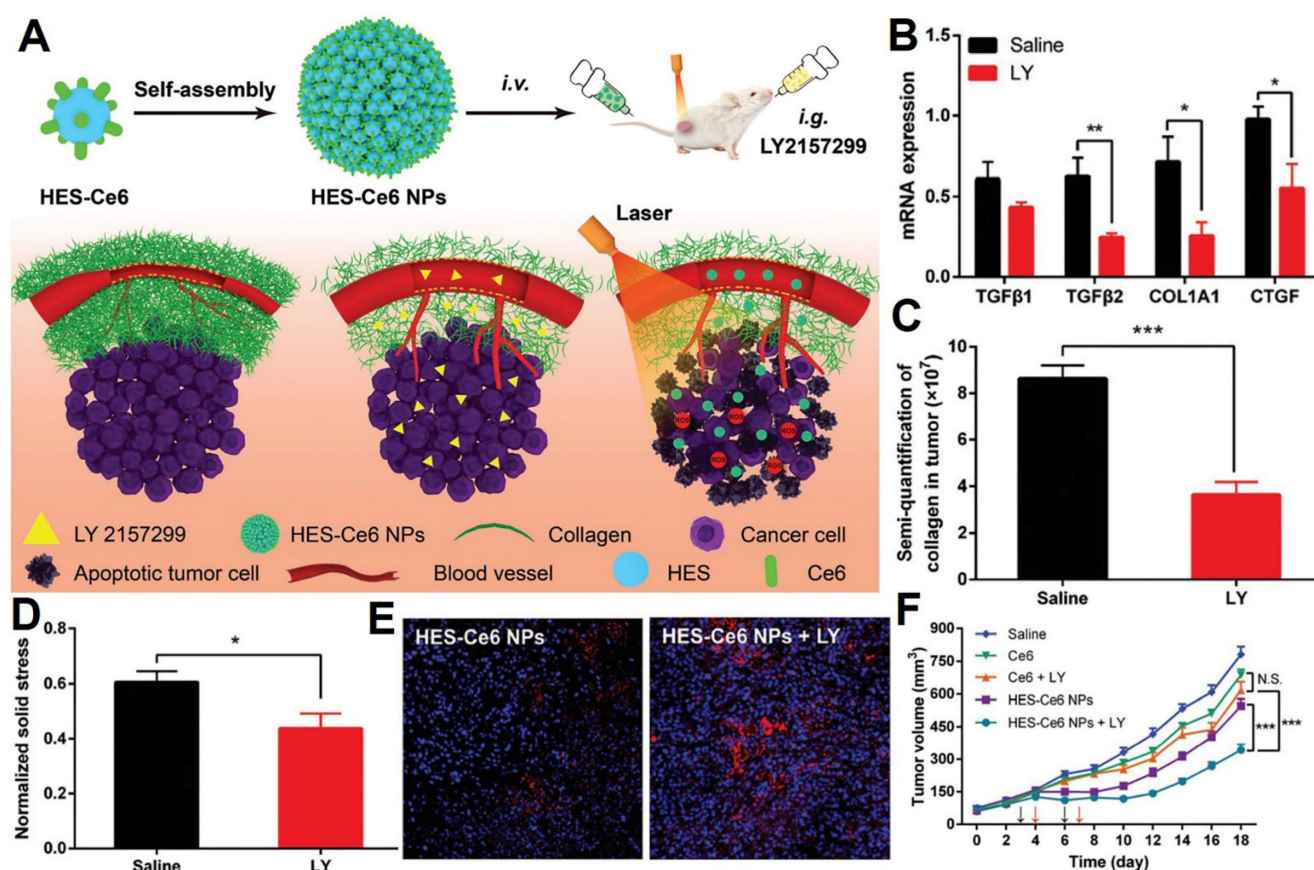 A
Self-assembly
i.v.
i.g.
LY2157299
HES-Ce6
HES-Ce6 NPs
Laser
ROS
ROS
ROS
ROS
ROS
LY 2157299
HES-Ce6 NPs
Collagen
Cancer cell
Apoptotic tumor cell
Blood vessel
HES
Ce6
B
mRNA expression
1.5
1.0
0.5
0.0
Saline
LY
**
*
*
TGFβ1
TGFβ2
COL1A1
CTGF
C
Semi-quantification of
collagen in tumor (×10⁷)
10
8
6
4
2
0
***
Saline
LY
D
Normalized solid stress
0.8
0.6
0.4
0.2
0.0
*
Saline
LY
E
HES-Ce6 NPs
HES-Ce6 NPs + LY
F
Tumor volume (mm³)
900
750
600
450
300
150
0
Saline
Ce6
Ce6 + LY
HES-Ce6 NPs
HES-Ce6 NPs + LY
N.S.
***
***
0 2 4 6 8 10 12 14 16 18
Time (day)